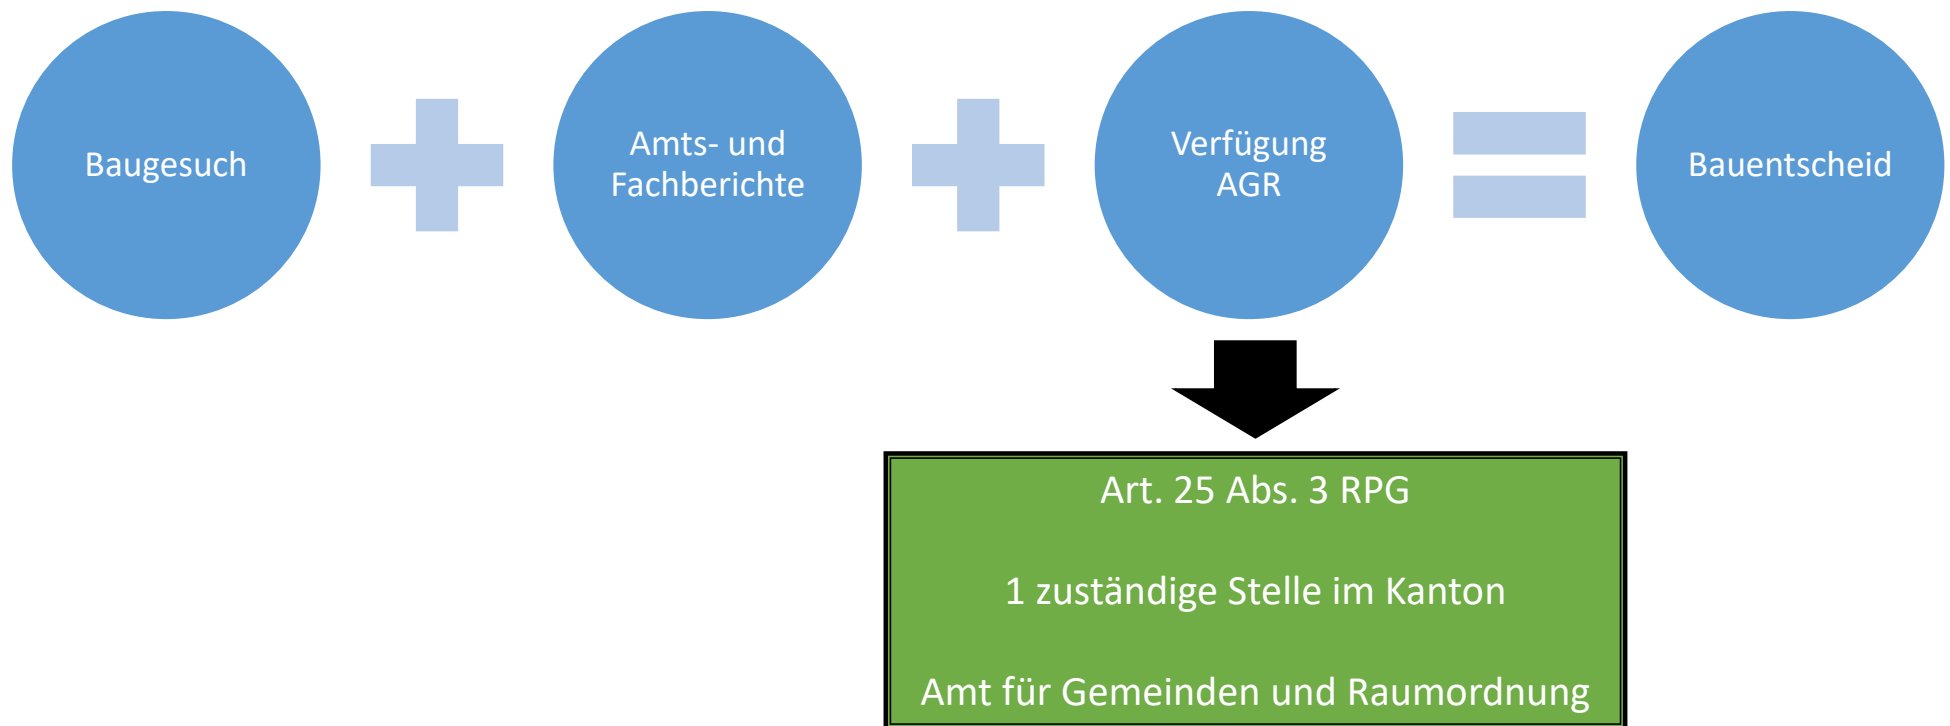 Baugesuch
Amts- und
Fachberichte
Verfügung
AGR
Bauentscheid
Art. 25 Abs. 3 RPG
1 zuständige Stelle im Kanton
Amt für Gemeinden und Raumordnung